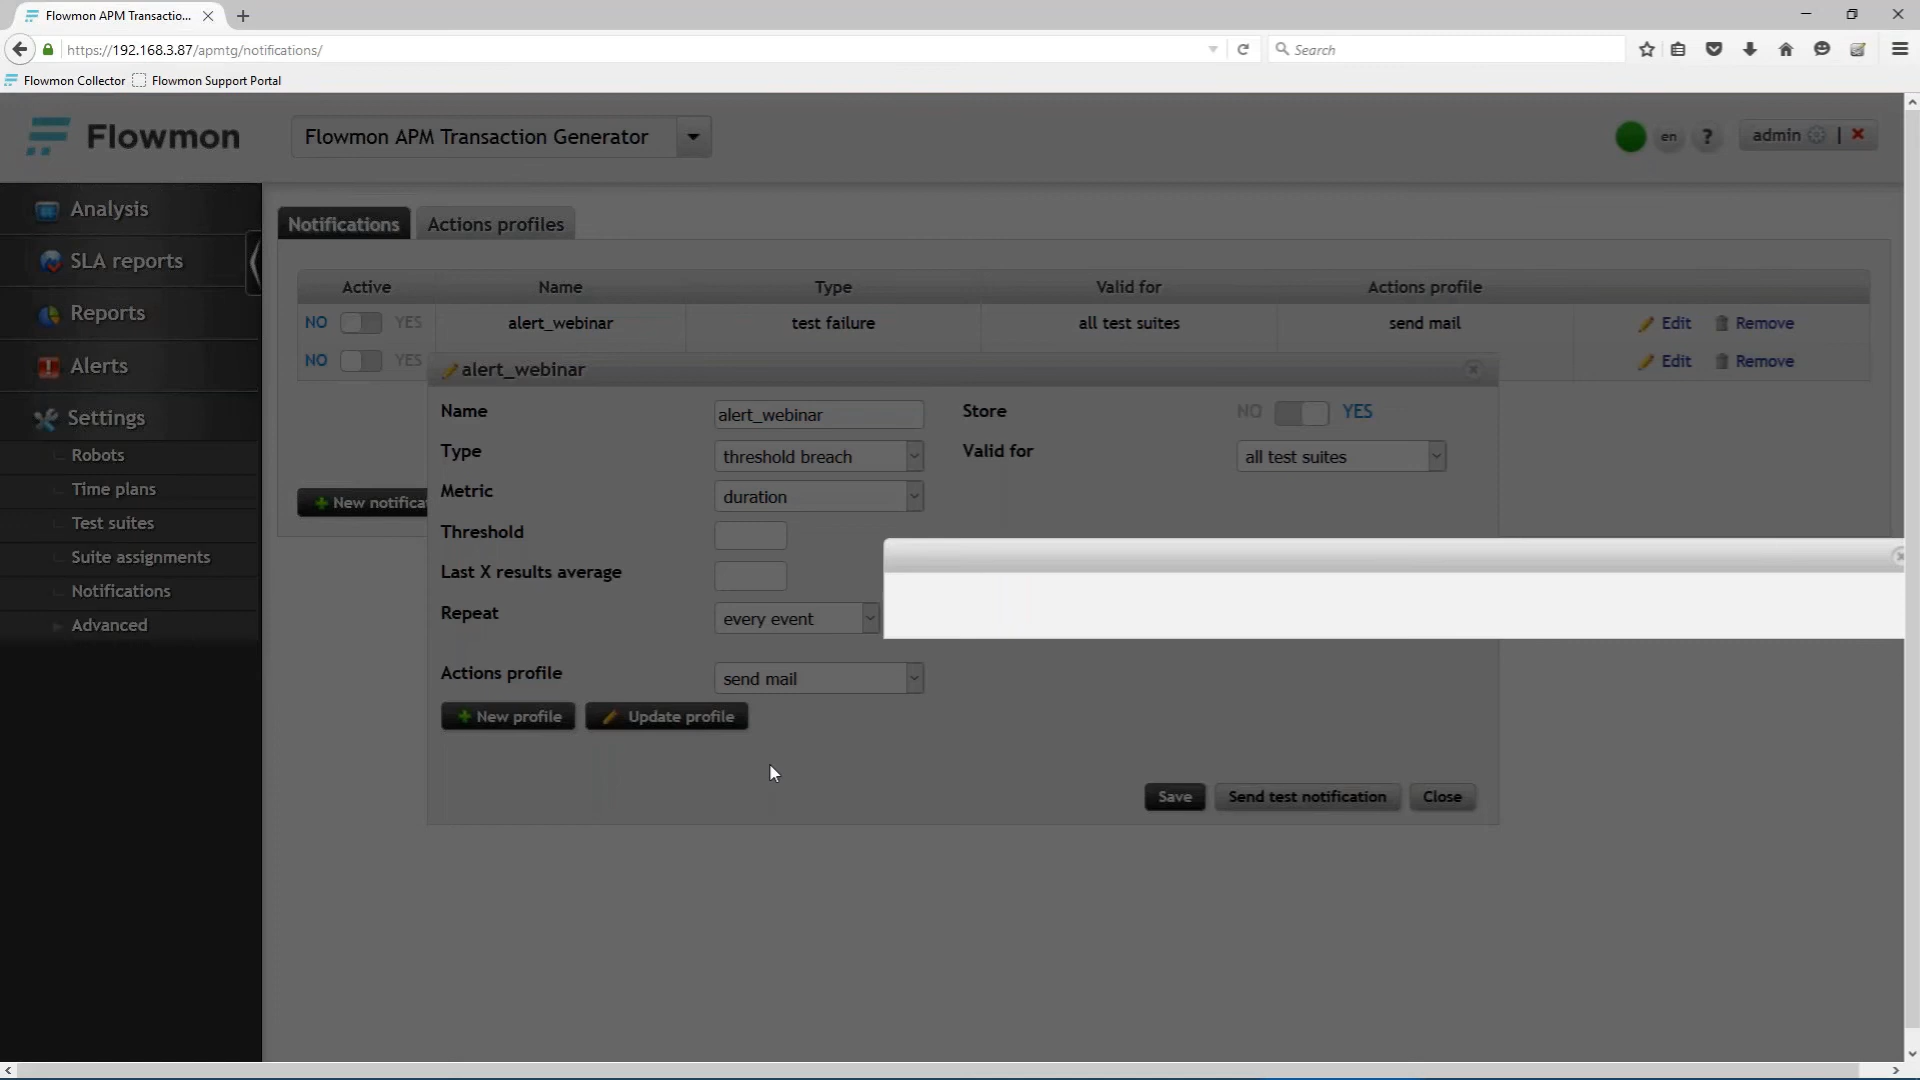 Flowmon APM Transactio...
https://192.168.3.87/apmtg/notifications/
Search
Flowmon Collector
Flowmon Support Portal
Flowmon
Flowmon APM Transaction Generator
en
?
admin
|
Analysis
SLA reports
Reports
Alerts
Settings
Robots
Time plans
Test suites
Suite assignments
Notifications
Advanced
Notifications
Actions profiles
Active Name Type Valid for Actions profile
NO YES alert_webinar test failure all test suites send mail Edit Remove
NO YES Edit Remove
New notifica
alert_webinar
Name alert_webinar Store NO YES
Type threshold breach Valid for all test suites
Metric duration
Threshold
Last X results average
Repeat every event
Actions profile send mail
New profile Update profile
Save Send test notification Close